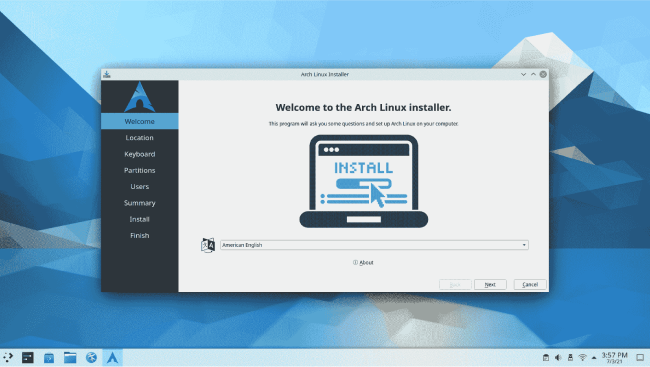 Arch Linux Installer
Welcome
Location
Keyboard
Partitions
Users
Summary
Install
Finish
Welcome to the Arch Linux installer.
This program will ask you some questions and set up Arch Linux on your computer.
INSTALL
American English
About
Back
Next
Cancel
3:57 PM
7/3/21